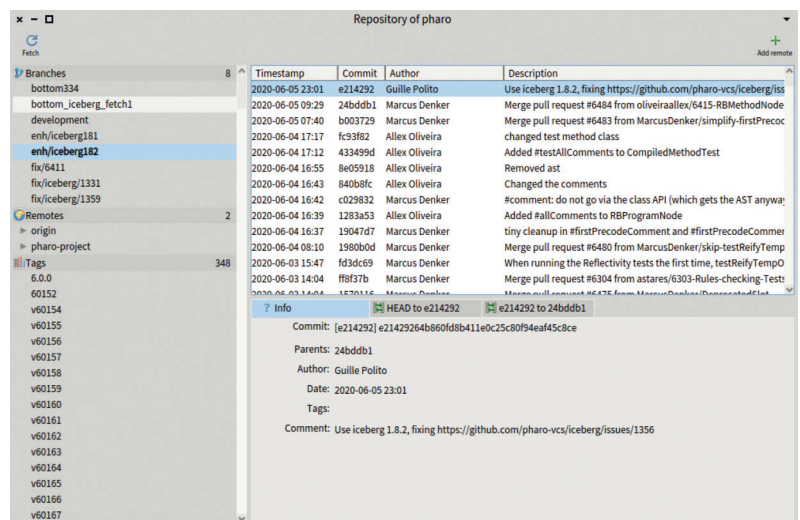 Repository of pharo
Fetch
Add remote
Branches 8
bottom334
bottom_iceberg_fetch1
development
enh/iceberg181
enh/iceberg182
fix/6411
fix/iceberg/1331
fix/iceberg/1359
Remotes 2
origin
pharo-project
Tags 348
6.0.0
60152
v60154
v60155
v60156
v60157
v60158
v60159
v60160
v60161
v60162
v60163
v60164
v60165
v60166
v60167
Timestamp Commit Author Description
2020-06-05 23:01 e214292 Guille Polito Use iceberg 1.8.2, fixing https://github.com/pharo-vcs/iceberg/iss
2020-06-05 09:29 24bddb1 Marcus Denker Merge pull request #6484 from oliveiraallex/6415-RBMethodNode
2020-06-05 07:40 b003729 Marcus Denker Merge pull request #6483 from MarcusDenker/simplify-firstPrecoc
2020-06-04 17:17 fc93f82 Allex Oliveira changed test method class
2020-06-04 17:12 433499d Allex Oliveira Added #testAllComments to CompiledMethodTest
2020-06-04 16:55 8e05918 Allex Oliveira Removed ast
2020-06-04 16:43 840b8fc Allex Oliveira Changed the comments
2020-06-04 16:42 c029832 Marcus Denker #comment: do not go via the class API (which gets the AST anyway
2020-06-04 16:39 1283a53 Allex Oliveira Added #allComments to RBProgramNode
2020-06-04 16:37 19047d7 Marcus Denker tiny cleanup in #firstPrecodeComment and #firstPrecodeCommer
2020-06-04 08:10 1980b0d Marcus Denker Merge pull request #6480 from MarcusDenker/skip-testReifyTemp
2020-06-03 15:47 fd3dc69 Marcus Denker When running the Reflectivity tests the first time, testReifyTempO
2020-06-03 14:04 ff8f37b Marcus Denker Merge pull request #6304 from astares/6303-Rules-checking-Tests
? Info HEAD to e214292 e214292 to 24bddb1
Commit: [e214292] e21429264b860fd8b411e0c25c80f94eaf45c8ce
Parents: 24bddb1
Author: Guille Polito
Date: 2020-06-05 23:01
Tags:
Comment: Use iceberg 1.8.2, fixing https://github.com/pharo-vcs/iceberg/issues/1356